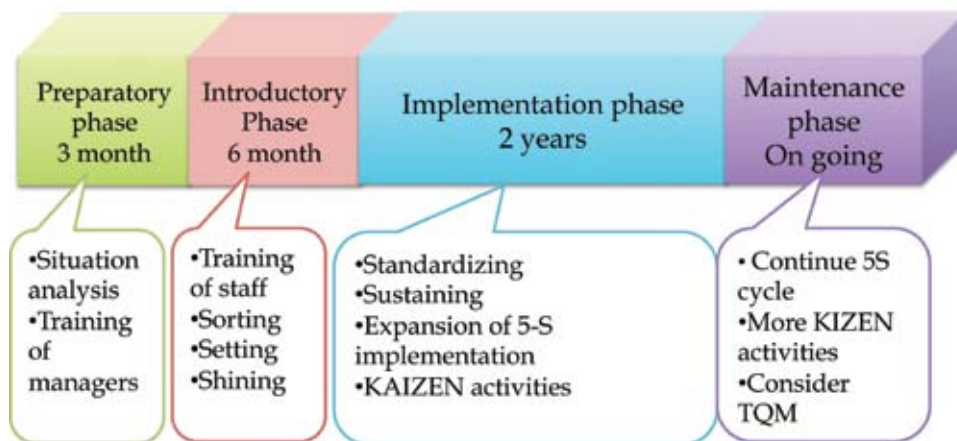 Preparatory
phase
3 month
Introductory
Phase
6 month
Implementation phase
2 years
Maintenance
phase
On going
•Situation
analysis
•Training
of
managers
•Training
of staff
•Sorting
•Setting
•Shining
•Standardizing
•Sustaining
•Expansion of 5-S
implementation
•KAIZEN activities
• Continue 5S
cycle
•More KIZEN
activities
•Consider
TQM